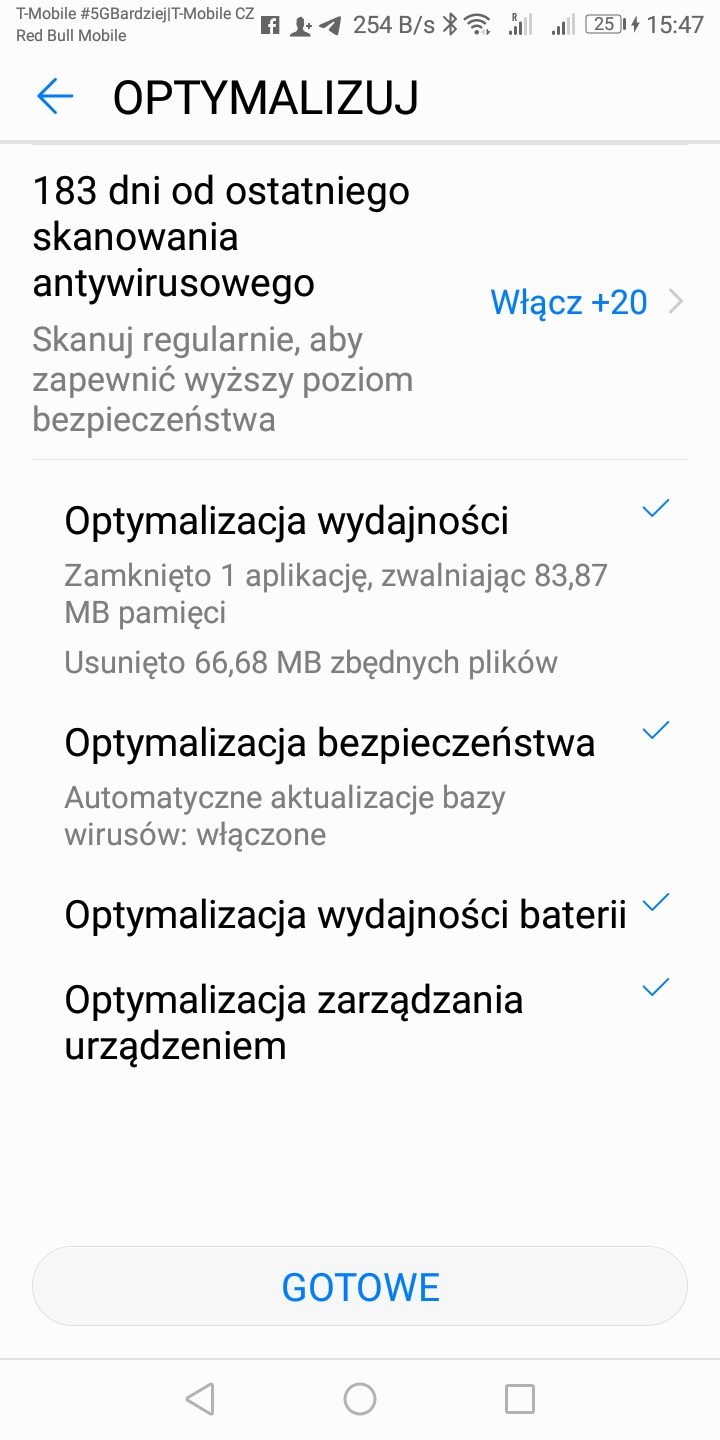 T-Mobile #5GBardziej|T-Mobile CZ
Red Bull Mobile
254 B/s
R
25
15:47
OPTYMALIZUJ
183 dni od ostatniego
skanowania
antywirusowego
Włącz +20
Skanuj regularnie, aby
zapewnić wyższy poziom
bezpieczeństwa
Optymalizacja wydajności
Zamknięto 1 aplikację, zwalniając 83,87
MB pamięci
Usunięto 66,68 MB zbędnych plików
Optymalizacja bezpieczeństwa
Automatyczne aktualizacje bazy
wirusów: włączone
Optymalizacja wydajności baterii
Optymalizacja zarządzania
urządzeniem
GOTOWE